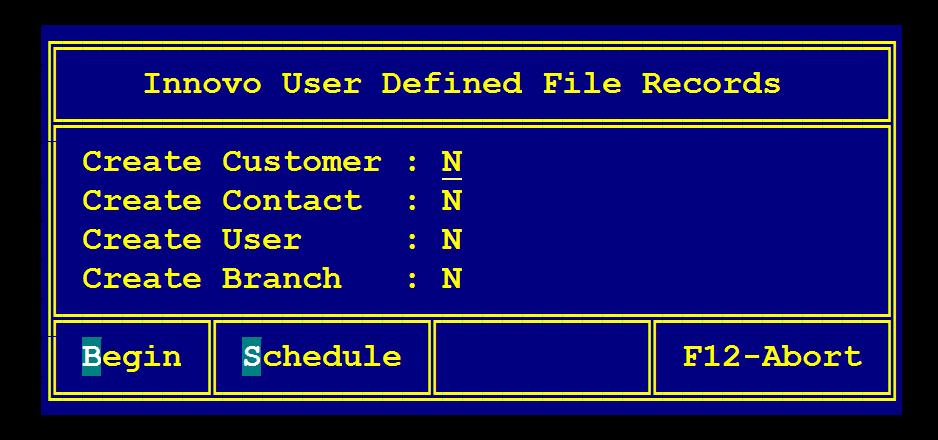 Innovo User Defined File Records
Create Customer : N
Create Contact  : N
Create User     : N
Create Branch   : N
Begin Schedule F12-Abort